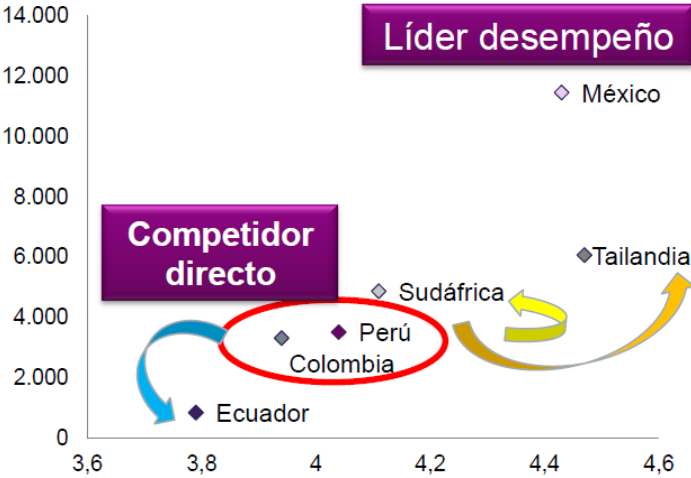 14.000
Líder desempeño
12.000
México
10.000
8.000
Competidor
directo
6.000
Tailandia
Sudáfrica
4.000
Perú
Colombia
2.000
Ecuador
0
3,6 3,8 4 4,2 4,4 4,6